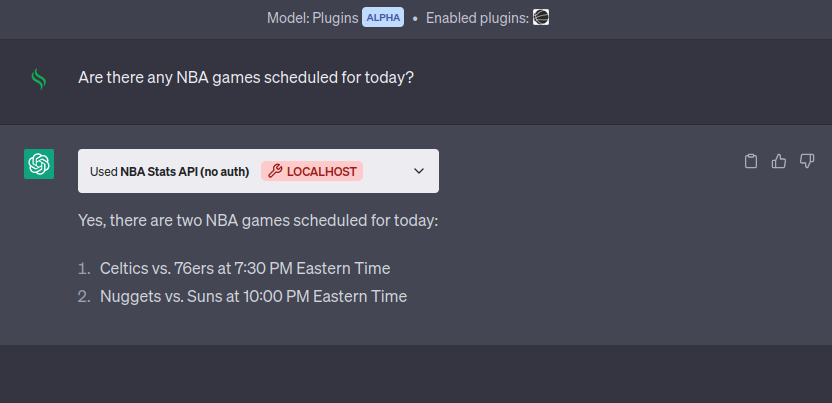 Model: Plugins ALPHA • Enabled plugins:
Are there any NBA games scheduled for today?
Used NBA Stats API (no auth) LOCALHOST
Yes, there are two NBA games scheduled for today:
1. Celtics vs. 76ers at 7:30 PM Eastern Time
2. Nuggets vs. Suns at 10:00 PM Eastern Time